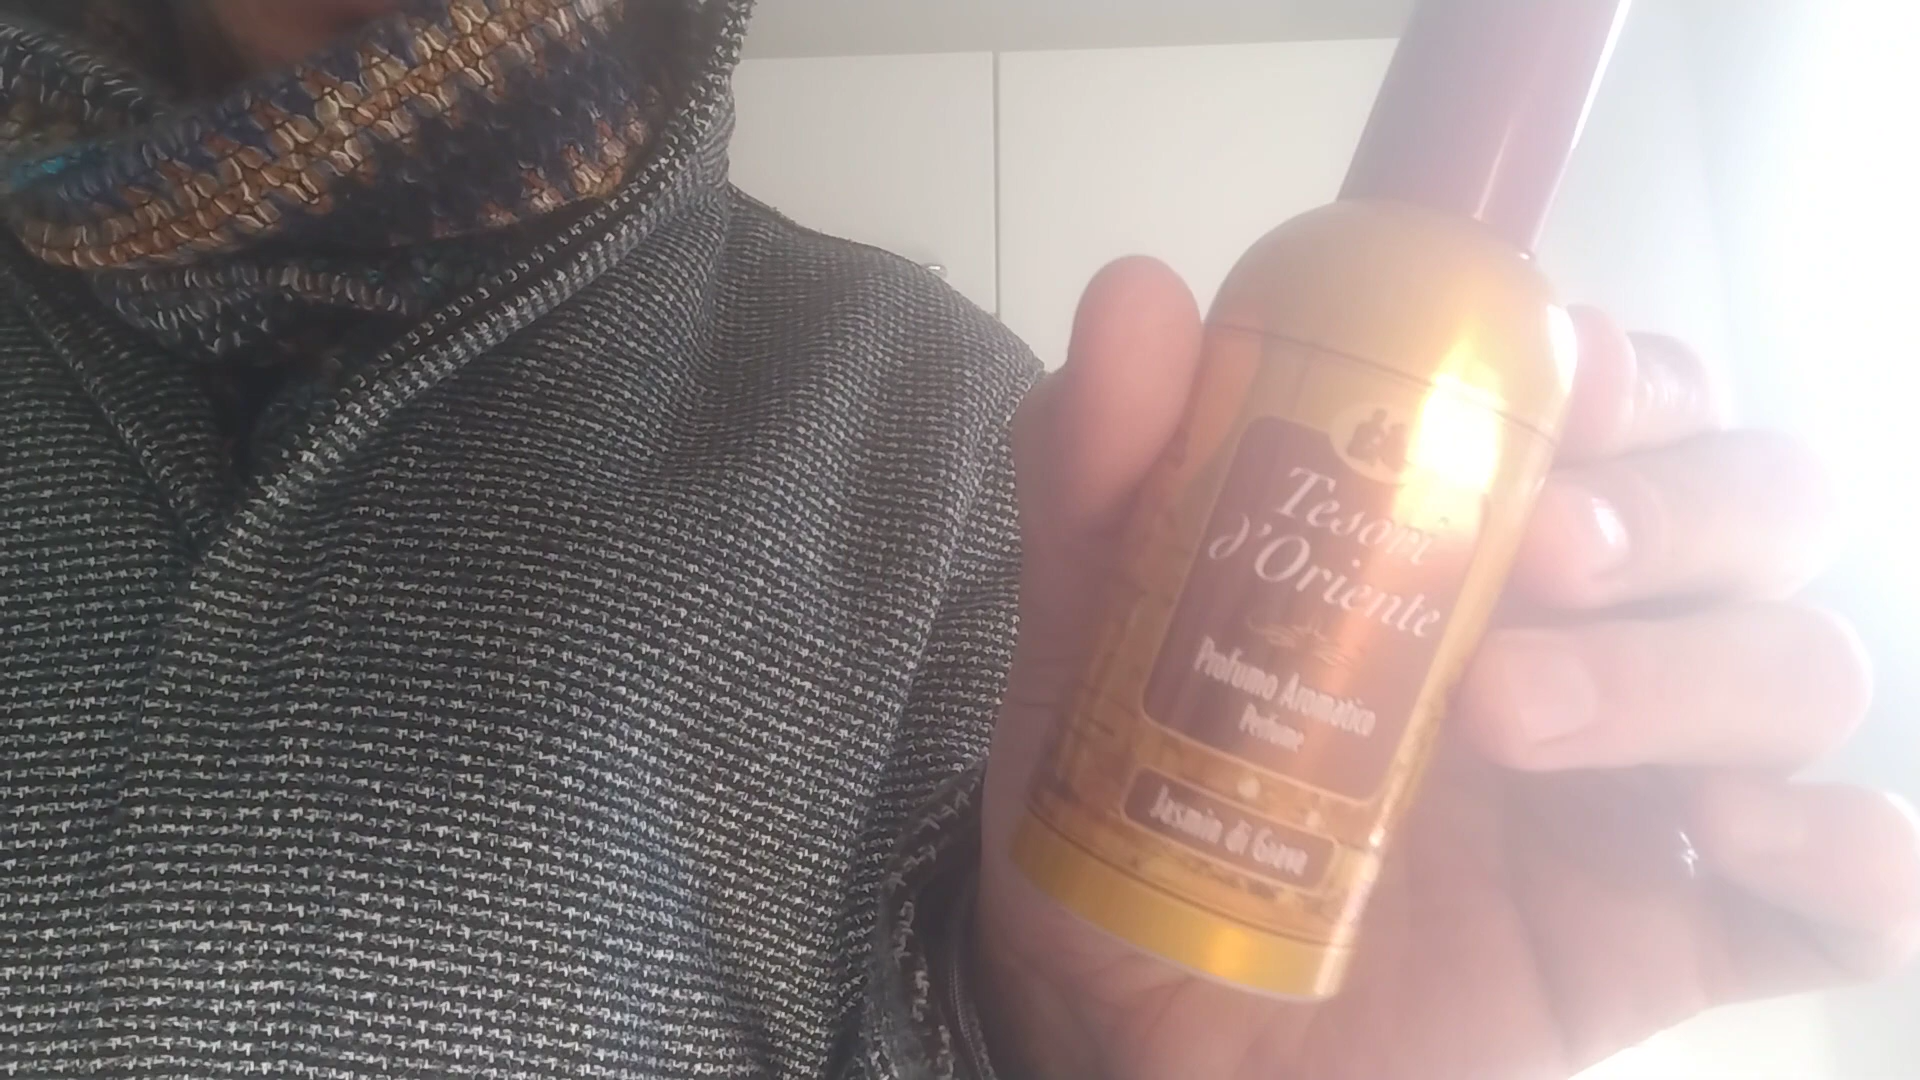 Tesori
d'Oriente
Profumo Aromatico
Perfume
Jasmin di Giava